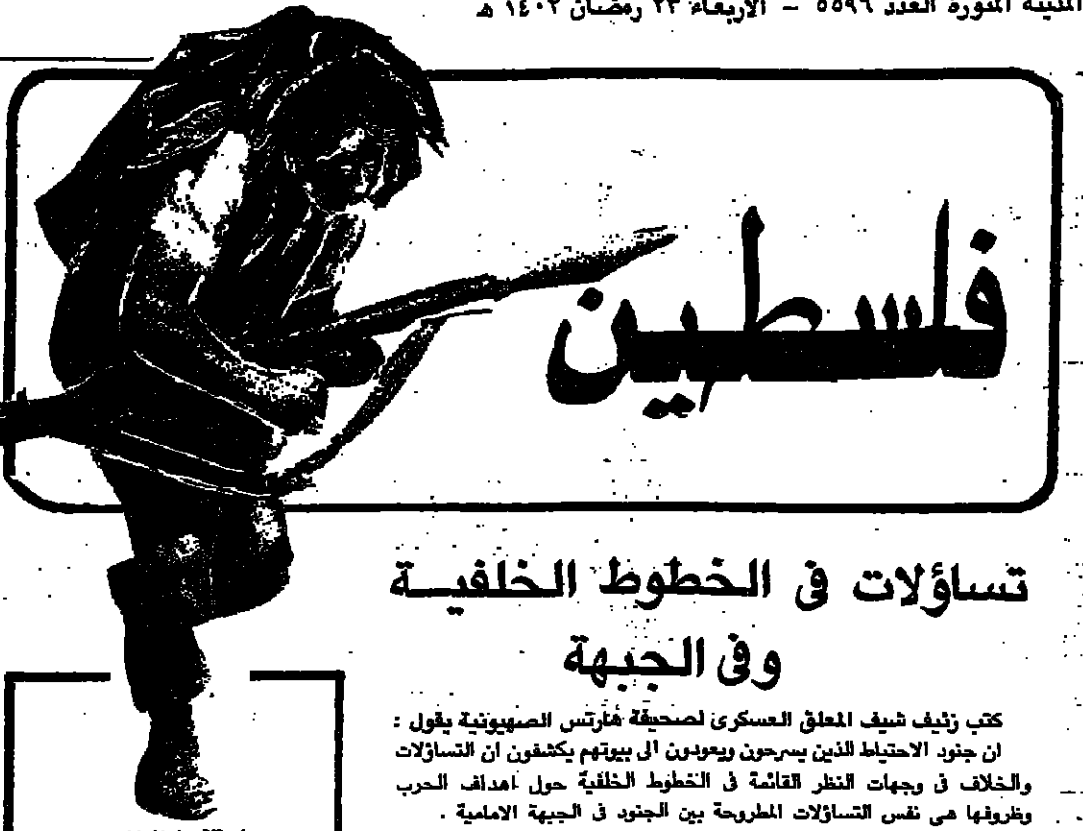 المدينة المنورة العدد ٥٥٩٦ – الاربعاء ٢٣ رمضان ١٤٠٢ هـ
فلسطين
تساؤلات فى الخطوط الخلفيــة
وفى الجبهة
كتب زئيف شيف المعلق العسكرى لصحيفة هارتس الصهيونية يقول :
ان جنود الاحتياط الذين يسرحون ويعودون الى بيوتهم يكشفون ان التساؤلات
والخلاف فى وجهات النظر القائمة فى الخطوط الخلفية حول اهداف الحرب
وظروفها هى نفس التساؤلات المطروحة بين الجنود فى الجبهة الامامية .